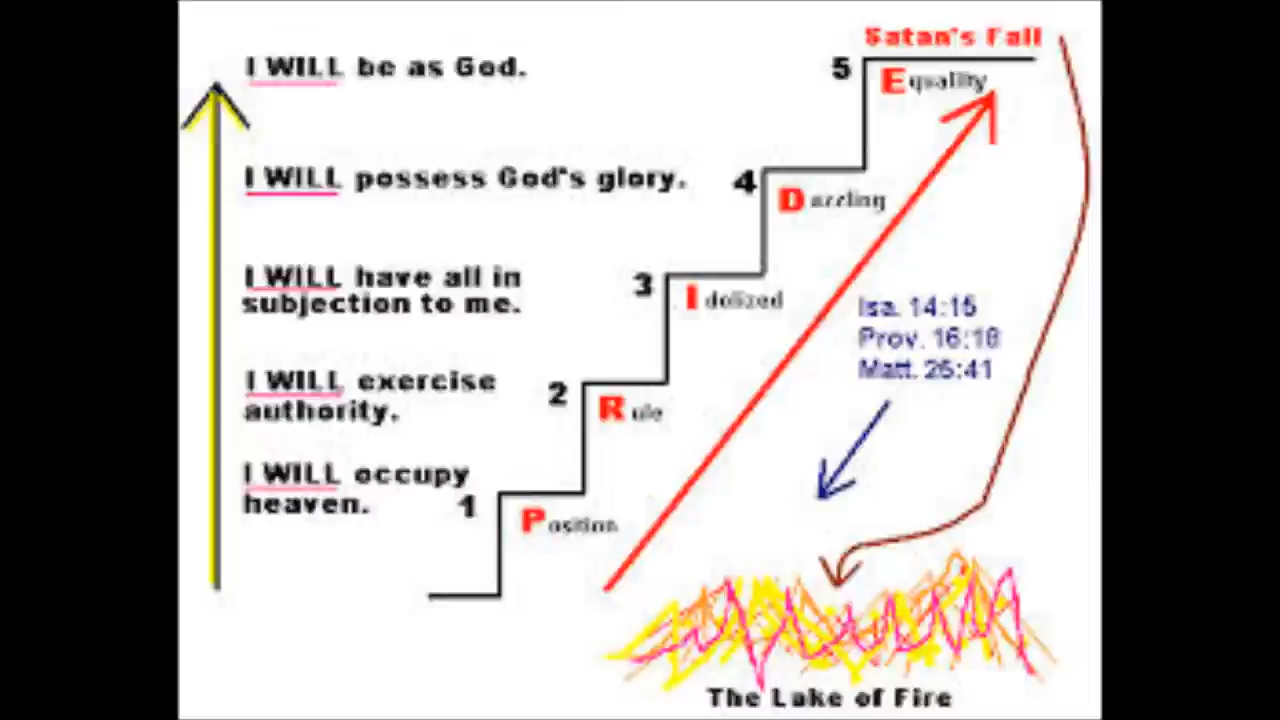 Satan's Fall
I WILL be as God.
5
Equality
I WILL possess God's glory.
4
Dazzling
I WILL have all in
subjection to me.
3
Idolized
Isa. 14:15
Prov. 16:18
Matt. 25:41
I WILL exercise
authority.
2
Rule
I WILL occupy
heaven.
1
Position
The Lake of Fire